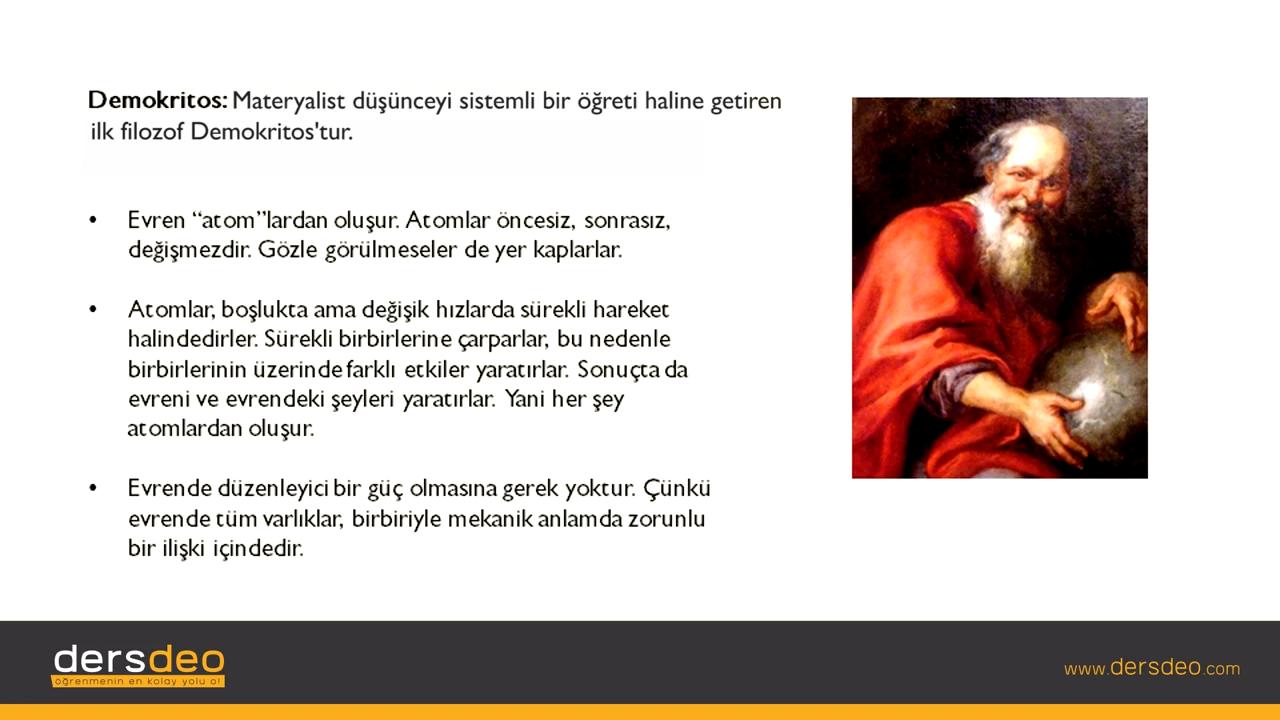 Demokritos: Materyalist düşünceyi sistemli bir öğreti haline getiren
ilk filozof Demokritos'tur.
• Evren “atom”lardan oluşur. Atomlar öncesiz, sonrasız,
değişmezdir. Gözle görülmeseler de yer kaplarlar.
• Atomlar, boşlukta ama değişik hızlarda sürekli hareket
halindedirler. Sürekli birbirlerine çarparlar, bu nedenle
birbirlerinin üzerinde farklı etkiler yaratırlar. Sonuçta da
evreni ve evrendeki şeyleri yaratırlar. Yani her şey
atomlardan oluşur.
• Evrende düzenleyici bir güç olmasına gerek yoktur. Çünkü
evrende tüm varlıklar, birbiriyle mekanik anlamda zorunlu
bir ilişki içindedir.
dersdeo
öğrenmenin en kolay yolu o!
www.dersdeo.com